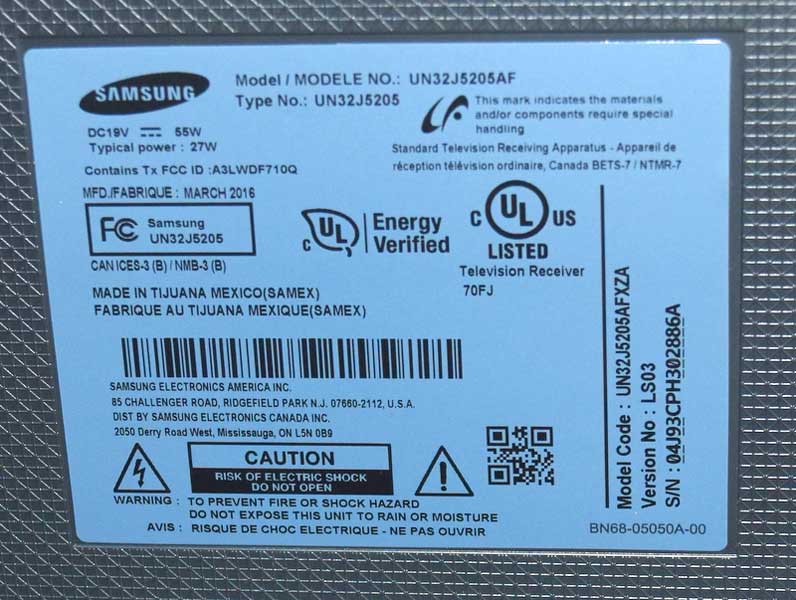 SAMSUNG
Model / MODELE NO.: UN32J5205AF
Type No.: UN32J5205
DC19V 55W
Typical power : 27W
This mark indicates the materials
and/or components require special
handling
Standard Television Receiving Apparatus - Appareil de
réception télévision ordinaire, Canada BETS-7 / NTMR-7
Contains Tx FCC ID :A3LWDF710Q
MFD./FABRIQUE : MARCH 2016
FC Samsung
UN32J5205
CAN ICES-3 (B) / NMB-3 (B)
C UL Energy
Verified
C UL US
LISTED
Television Receiver
70FJ
MADE IN TIJUANA MEXICO(SAMEX)
FABRIQUE AU TIJUANA MEXIQUE(SAMEX)
SAMSUNG ELECTRONICS AMERICA INC.
85 CHALLENGER ROAD, RIDGEFIELD PARK N.J. 07660-2112, U.S.A.
DIST BY SAMSUNG ELECTRONICS CANADA INC.
2050 Derry Road West, Mississauga, ON L5N 0B9
CAUTION
RISK OF ELECTRIC SHOCK
DO NOT OPEN
WARNING : TO PREVENT FIRE OR SHOCK HAZARD
DO NOT EXPOSE THIS UNIT TO RAIN OR MOISTURE
AVIS : RISQUE DE CHOC ELECTRIQUE - NE PAS OUVRIR
Model Code : UN32J5205AFXZA
Version No : LS03
S/N : 04J93CPH302886A
BN68-05050A-00